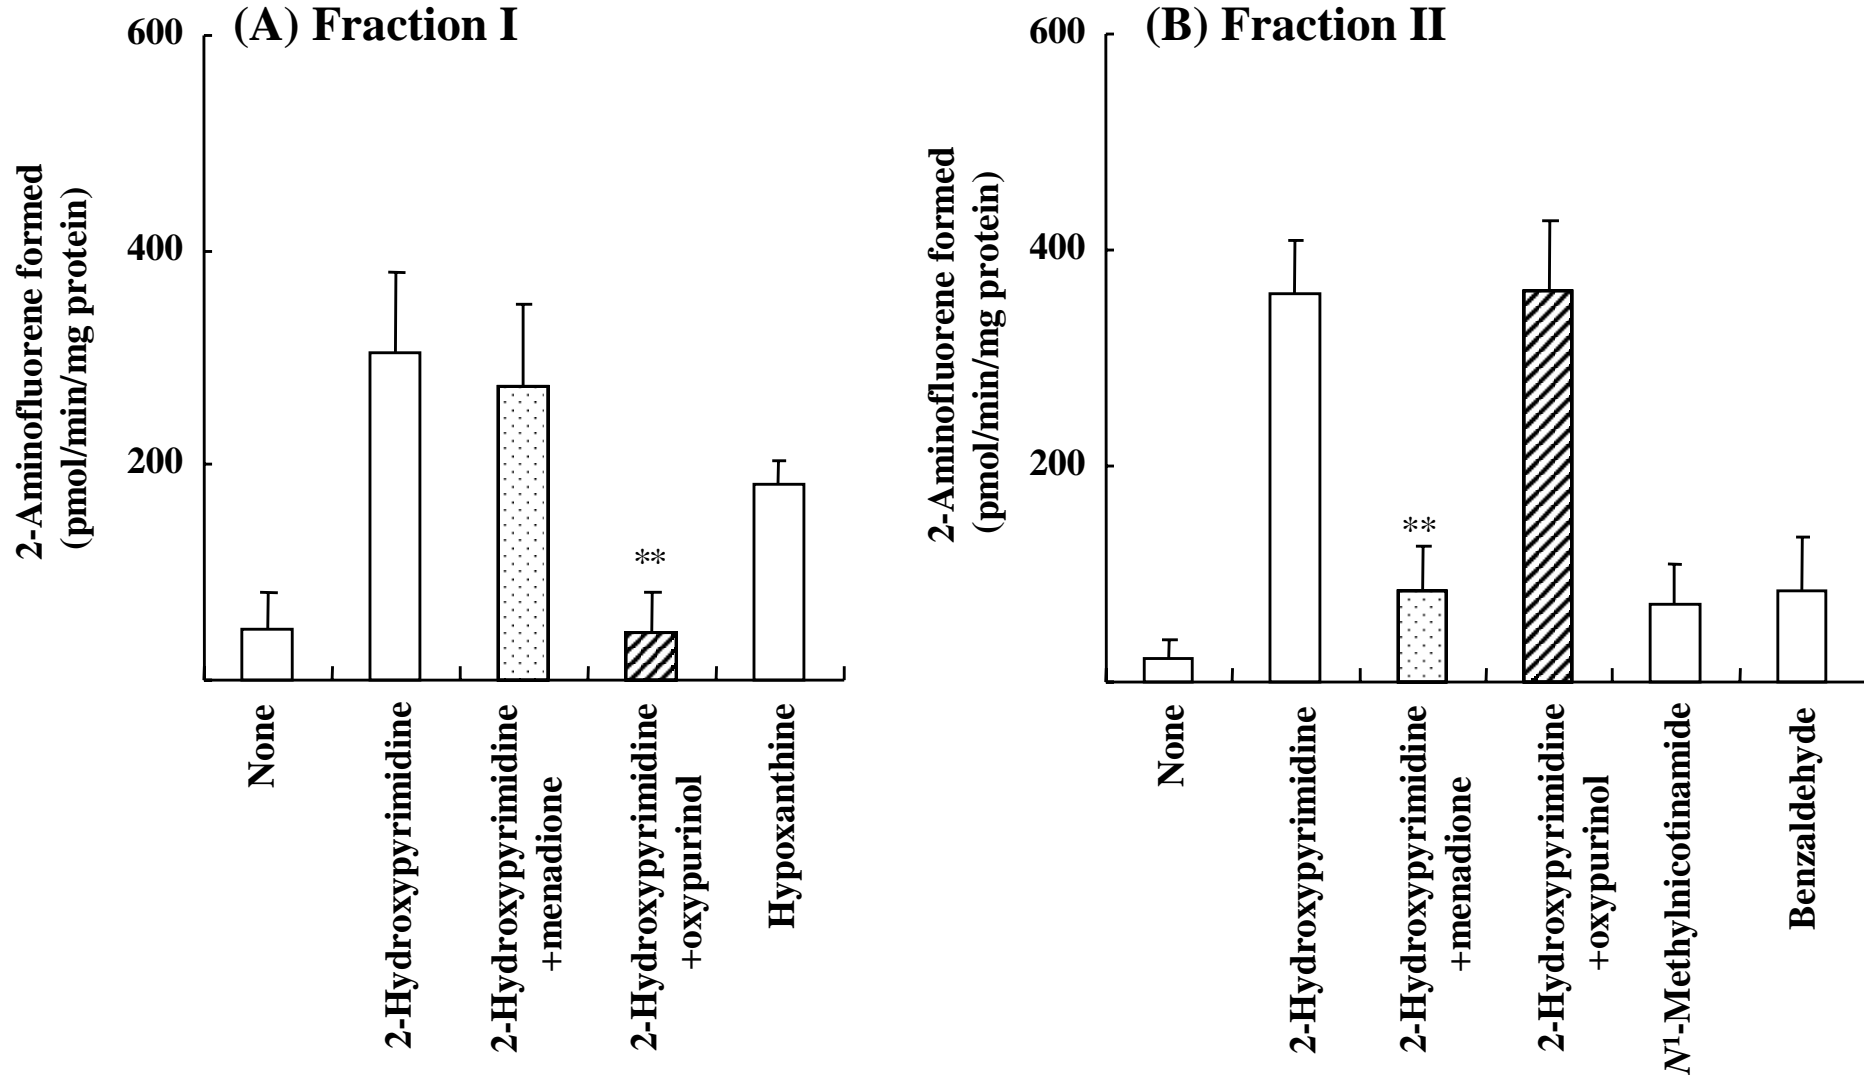 (A) Fraction I
600
400
200
2-Aminofluorene formed
(pmol/min/mg protein)
**
None
2-Hydroxypyrimidine
2-Hydroxypyrimidine
+menadione
2-Hydroxypyrimidine
+oxypurinol
Hypoxanthine
(B) Fraction II
600
400
200
2-Aminofluorene formed
(pmol/min/mg protein)
**
None
2-Hydroxypyrimidine
2-Hydroxypyrimidine
+menadione
2-Hydroxypyrimidine
+oxypurinol
N¹-Methylnicotinamide
Benzaldehyde